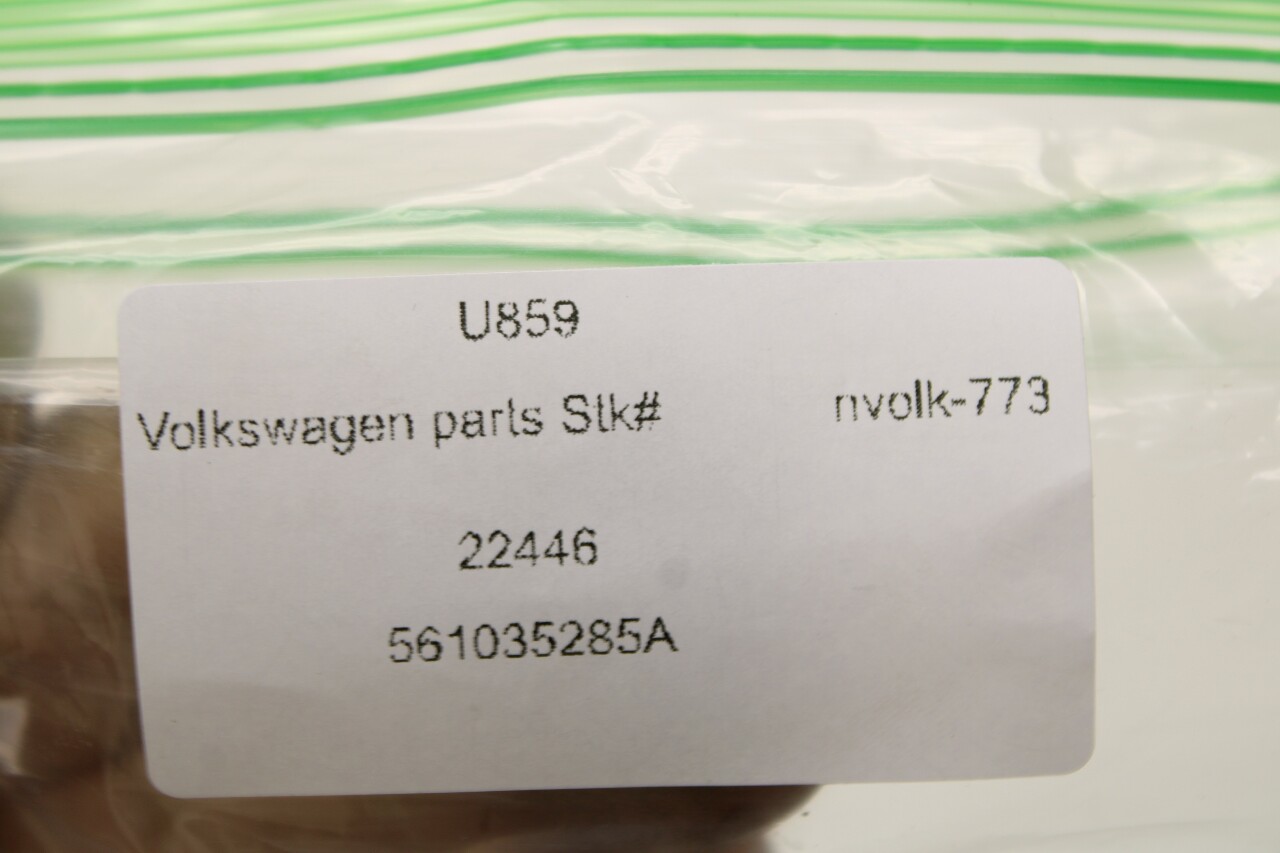 U859
Volkswagen parts Stk# nvolk-773
22446
561035285A